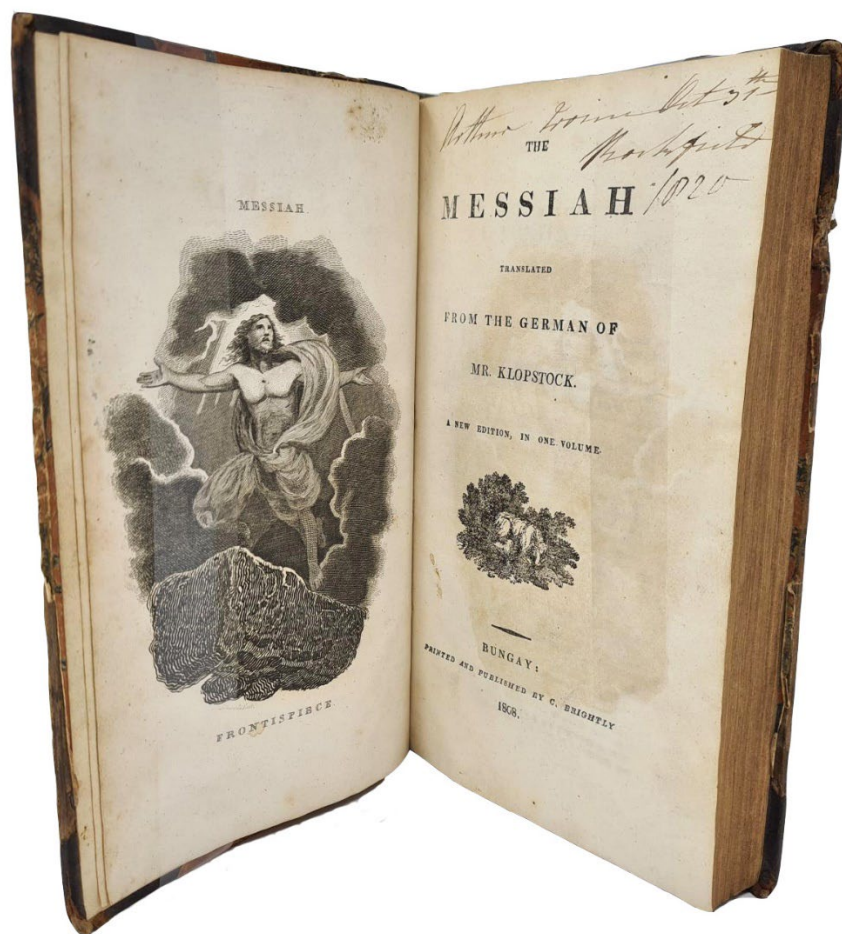 MESSIAH
FRONTISPIECE.
Arthur Oct 31st
1820
THE
MESSIAH
TRANSLATED
FROM THE GERMAN OF
MR. KLOPSTOCK.
A NEW EDITION, IN ONE VOLUME.
BUNGAY:
PRINTED AND PUBLISHED BY C. BRIGHTLY
1808.